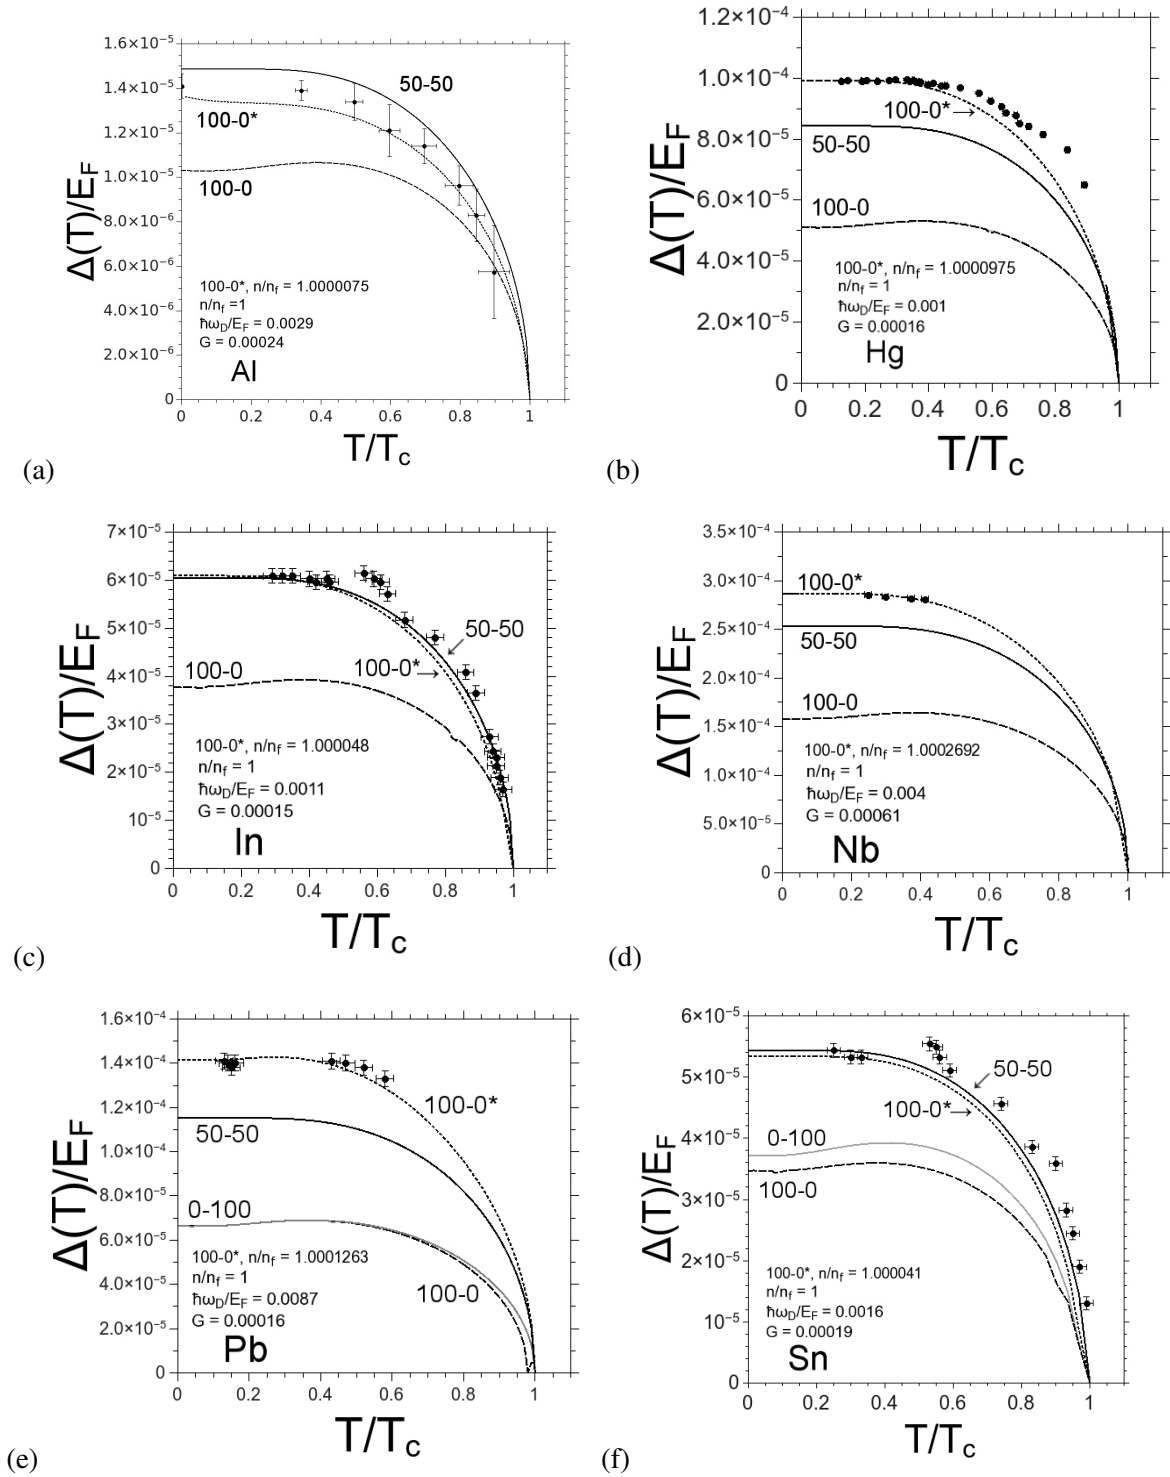 1.6×10⁻⁵
1.4×10⁻⁵
1.2×10⁻⁵
1.0×10⁻⁵
8.0×10⁻⁶
6.0×10⁻⁶
4.0×10⁻⁶
2.0×10⁻⁶
0
Δ(T)/E_F
50-50
100-0*
100-0
100-0*, n/n_f = 1.0000075
n/n_f =1
ħω_D/E_F = 0.0029
G = 0.00024
Al
0 0.2 0.4 0.6 0.8 1
T/T_c
(a)
1.2×10⁻⁴
1.0×10⁻⁴
8.0×10⁻⁵
6.0×10⁻⁵
4.0×10⁻⁵
2.0×10⁻⁵
0
Δ(T)/E_F
100-0*→
50-50
100-0
100-0*, n/n_f = 1.0000975
n/n_f = 1
ħω_D/E_F = 0.001
G = 0.00016
Hg
0 0.2 0.4 0.6 0.8 1
T/T_c
(b)
7×10⁻⁵
6×10⁻⁵
5×10⁻⁵
4×10⁻⁵
3×10⁻⁵
2×10⁻⁵
10⁻⁵
0
Δ(T)/E_F
50-50
100-0*→
100-0
100-0*, n/n_f = 1.000048
n/n_f = 1
ħω_D/E_F = 0.0011
G = 0.00015
In
0 0.2 0.4 0.6 0.8 1
T/T_c
(c)
3.5×10⁻⁴
3.0×10⁻⁴
2.5×10⁻⁴
2.0×10⁻⁴
1.5×10⁻⁴
1.0×10⁻⁴
5.0×10⁻⁵
0
Δ(T)/E_F
100-0*
50-50
100-0
100-0*, n/n_f = 1.0002692
n/n_f = 1
ħω_D/E_F = 0.004
G = 0.00061
Nb
0 0.2 0.4 0.6 0.8 1
T/T_c
(d)
1.6×10⁻⁴
1.4×10⁻⁴
1.2×10⁻⁴
1.0×10⁻⁴
8.0×10⁻⁵
6.0×10⁻⁵
4.0×10⁻⁵
2.0×10⁻⁵
0
Δ(T)/E_F
100-0*
50-50
0-100
100-0
100-0*, n/n_f = 1.0001263
n/n_f = 1
ħω_D/E_F = 0.0087
G = 0.00016
Pb
0 0.2 0.4 0.6 0.8 1
T/T_c
(e)
6×10⁻⁵
5×10⁻⁵
4×10⁻⁵
3×10⁻⁵
2×10⁻⁵
10⁻⁵
0
Δ(T)/E_F
50-50
100-0*→
0-100
100-0
100-0*, n/n_f = 1.000041
n/n_f = 1
ħω_D/E_F = 0.0016
G = 0.00019
Sn
0 0.2 0.4 0.6 0.8 1
T/T_c
(f)